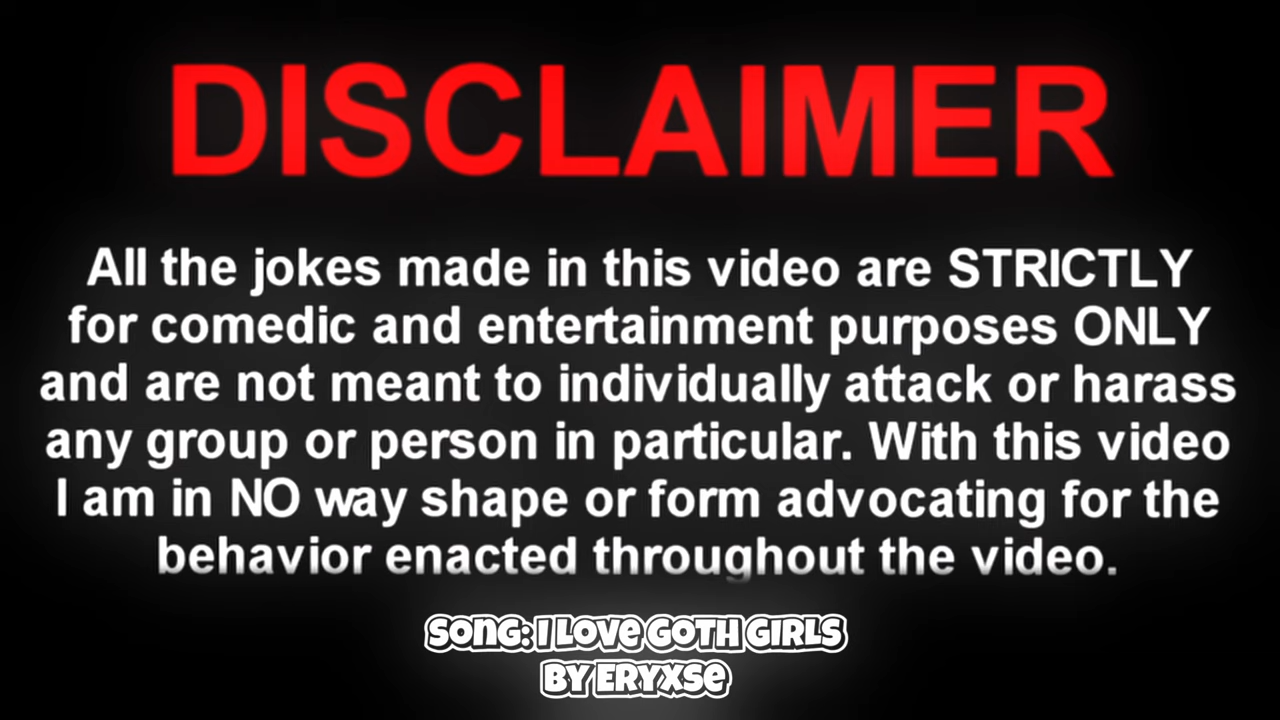 DISCLAIMER
All the jokes made in this video are STRICTLY
for comedic and entertainment purposes ONLY
and are not meant to individually attack or harass
any group or person in particular. With this video
I am in NO way shape or form advocating for the
behavior enacted throughout the video.
SONG: I LOVE GOTH GIRLS
BY ERYXSE